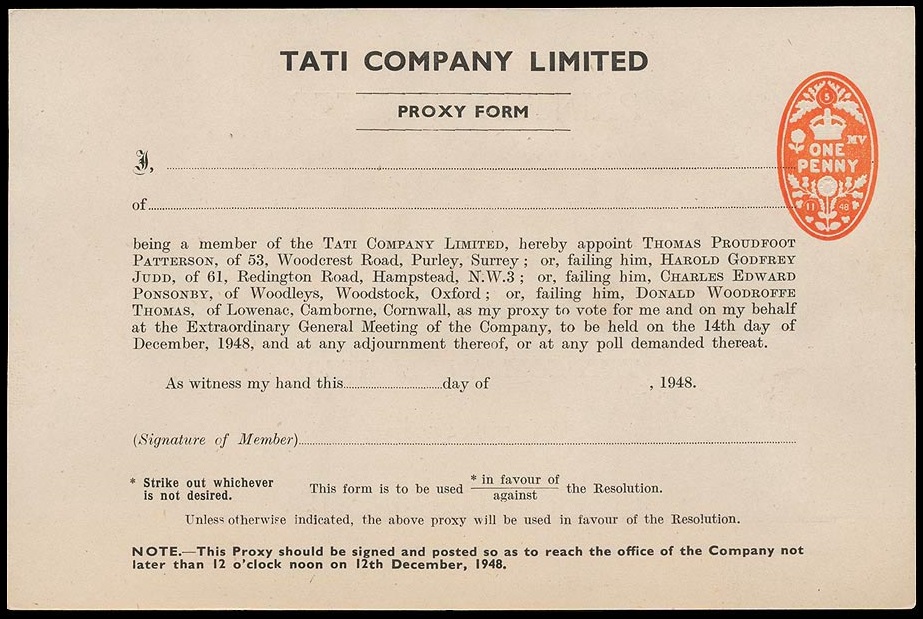 TATI COMPANY LIMITED
PROXY FORM
I,
of
being a member of the TATI COMPANY LIMITED, hereby appoint THOMAS PROUDFOOT
PATTERSON, of 53, Woodcrest Road, Purley, Surrey; or, failing him, HAROLD GODFREY
JUDD, of 61, Redington Road, Hampstead, N.W.3; or, failing him, CHARLES EDWARD
PONSONBY, of Woodleys, Woodstock, Oxford; or, failing him, DONALD WOODROFFE
THOMAS, of Lowenac, Camborne, Cornwall, as my proxy to vote for me and on my behalf
at the Extraordinary General Meeting of the Company, to be held on the 14th day of
December, 1948, and at any adjournment thereof, or at any poll demanded thereat.
As witness my hand this day of , 1948.
(Signature of Member)
* Strike out whichever
is not desired.
This form is to be used * in favour of
against
the Resolution.
Unless otherwise indicated, the above proxy will be used in favour of the Resolution.
NOTE.—This Proxy should be signed and posted so as to reach the office of the Company not
later than 12 o'clock noon on 12th December, 1948.
5
MV
ONE
PENNY
11 48